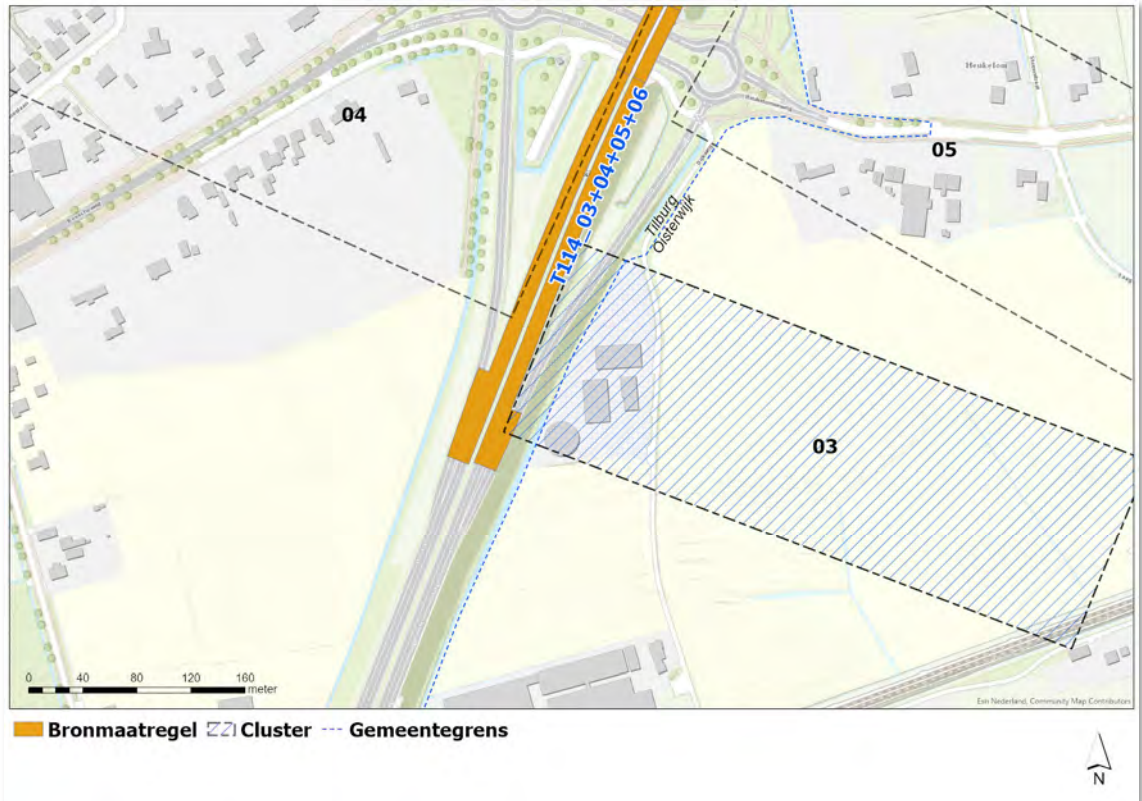 Henkelom
04
05
T114_03+04+05+06
Tilburg
Oisterwijk
03
0 40 80 120 160
meter
Esri Nederland, Community Map Contributors
Bronmaatregel Cluster Gemeentegrens
N